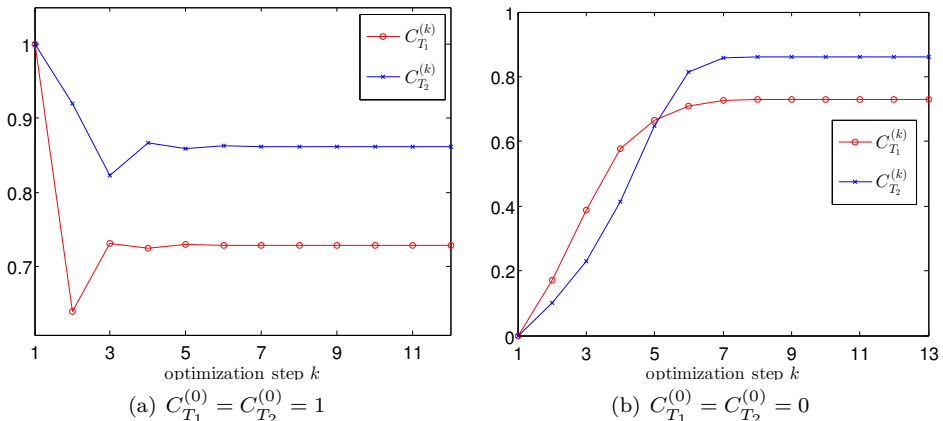 1
0.9
0.8
0.7
1 3 5 7 9 11
optimization step k
C_{T_1}^{(k)}
C_{T_2}^{(k)}
(a) C_{T_1}^{(0)} = C_{T_2}^{(0)} = 1
1
0.8
0.6
0.4
0.2
0
1 3 5 7 9 11 13
optimization step k
C_{T_1}^{(k)}
C_{T_2}^{(k)}
(b) C_{T_1}^{(0)} = C_{T_2}^{(0)} = 0